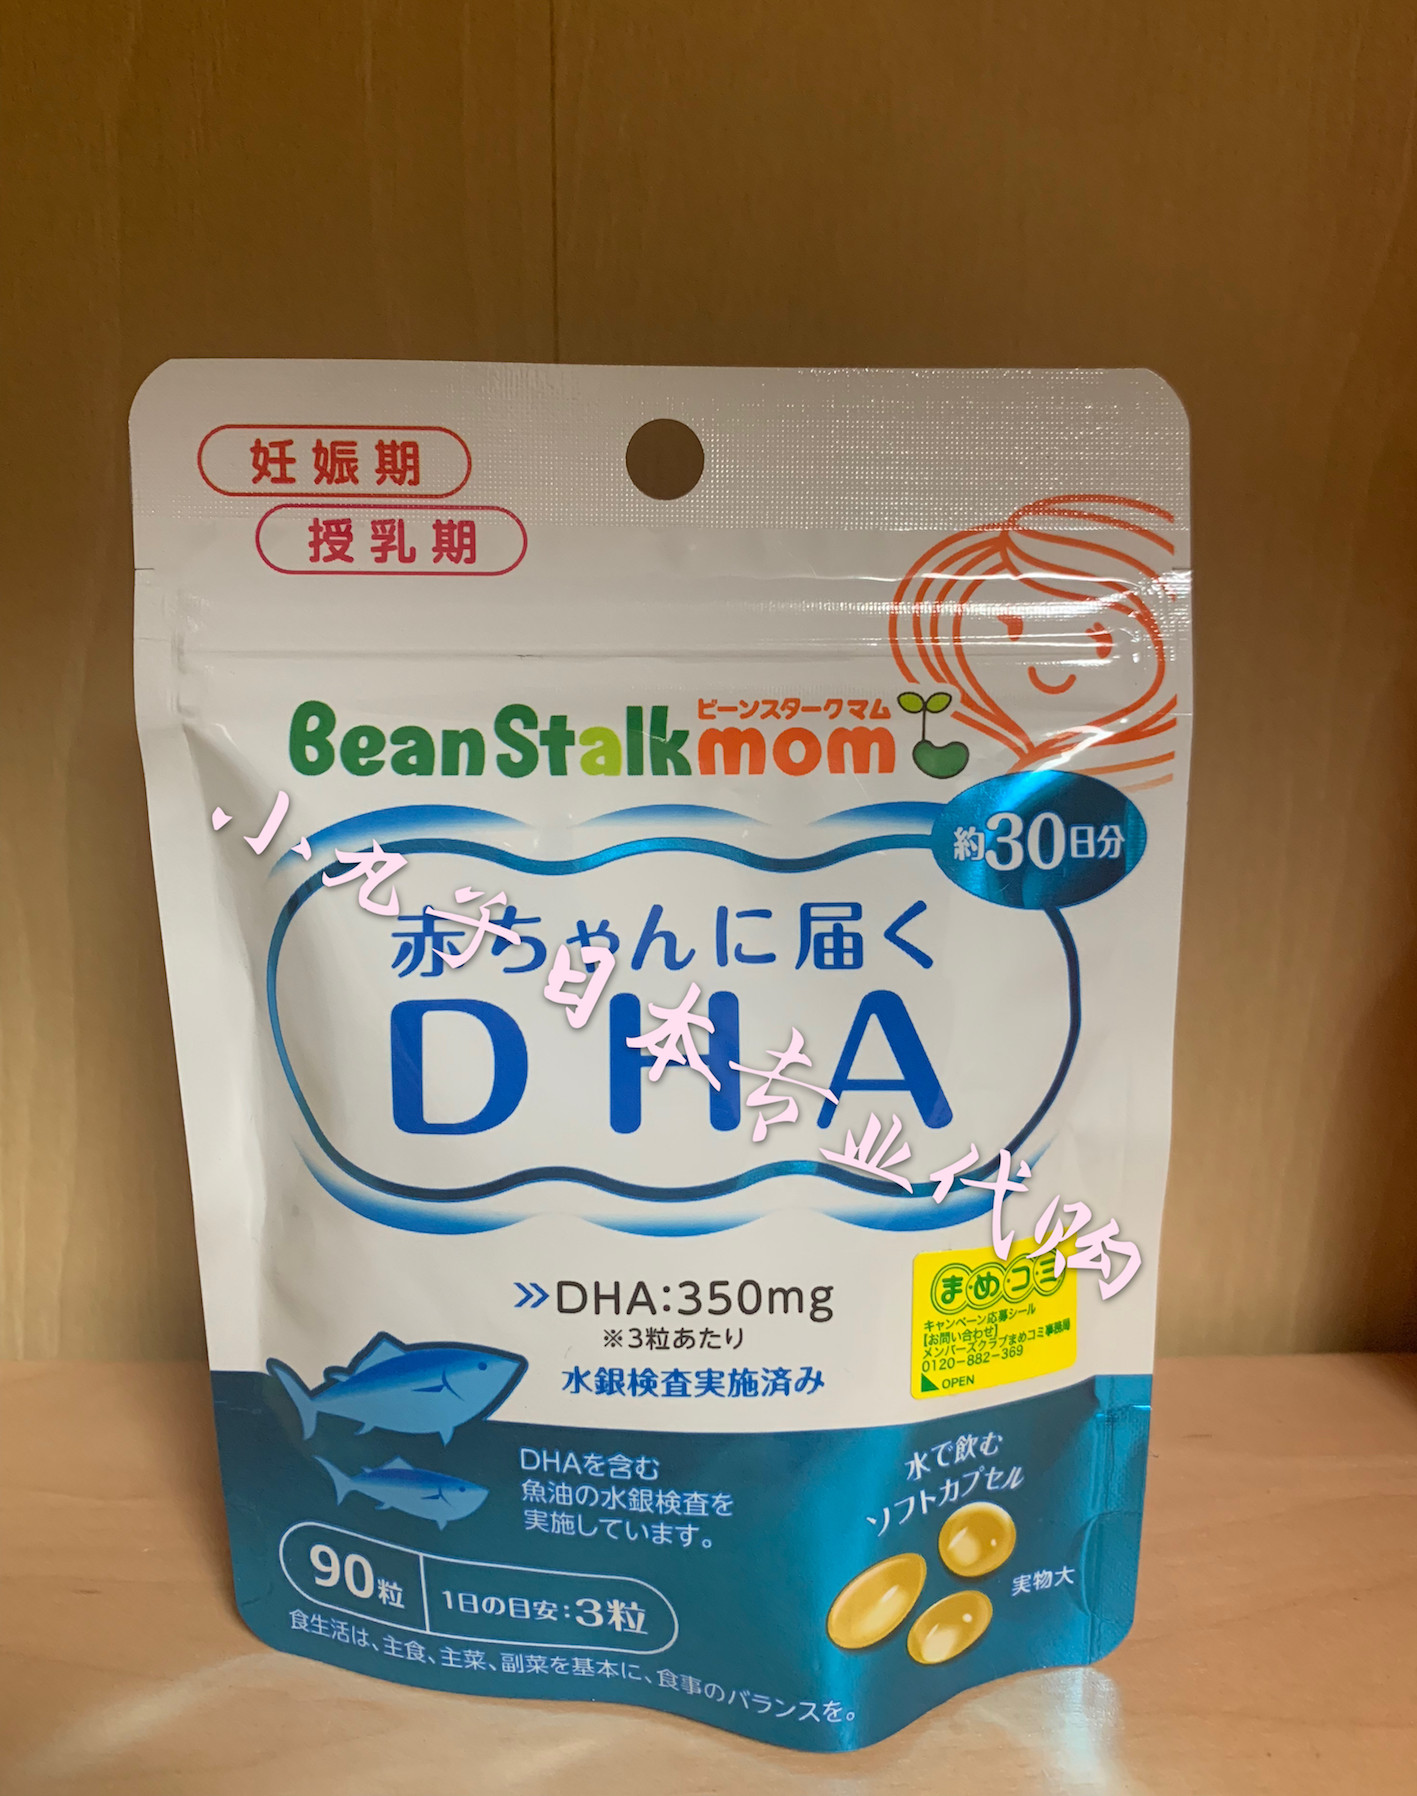 妊娠期
授乳期
ビーンスタークマム
BeanStalkmom
約30日分
赤ちゃんに届く
DHA
小丸子日本专业代购
»DHA:350mg
※3粒あたり
水銀検査実施済み
まめコミ
キャンペーン応募シール
【お問い合わせ】
メンバーズクラブまめコミ事務局
0120-882-369
OPEN
DHAを含む
魚油の水銀検査を
実施しています。
水で飲む
ソフトカプセル
実物大
90粒
1日の目安:3粒
食生活は、主食、主菜、副菜を基本に、食事のバランスを。